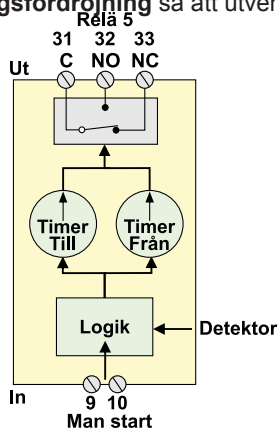 gsfördröjning så att utver
Relä 5
31 32 33
C NO NC
Ut
Timer Till
Timer Från
Logik
Detektor
In
9 10
Man start